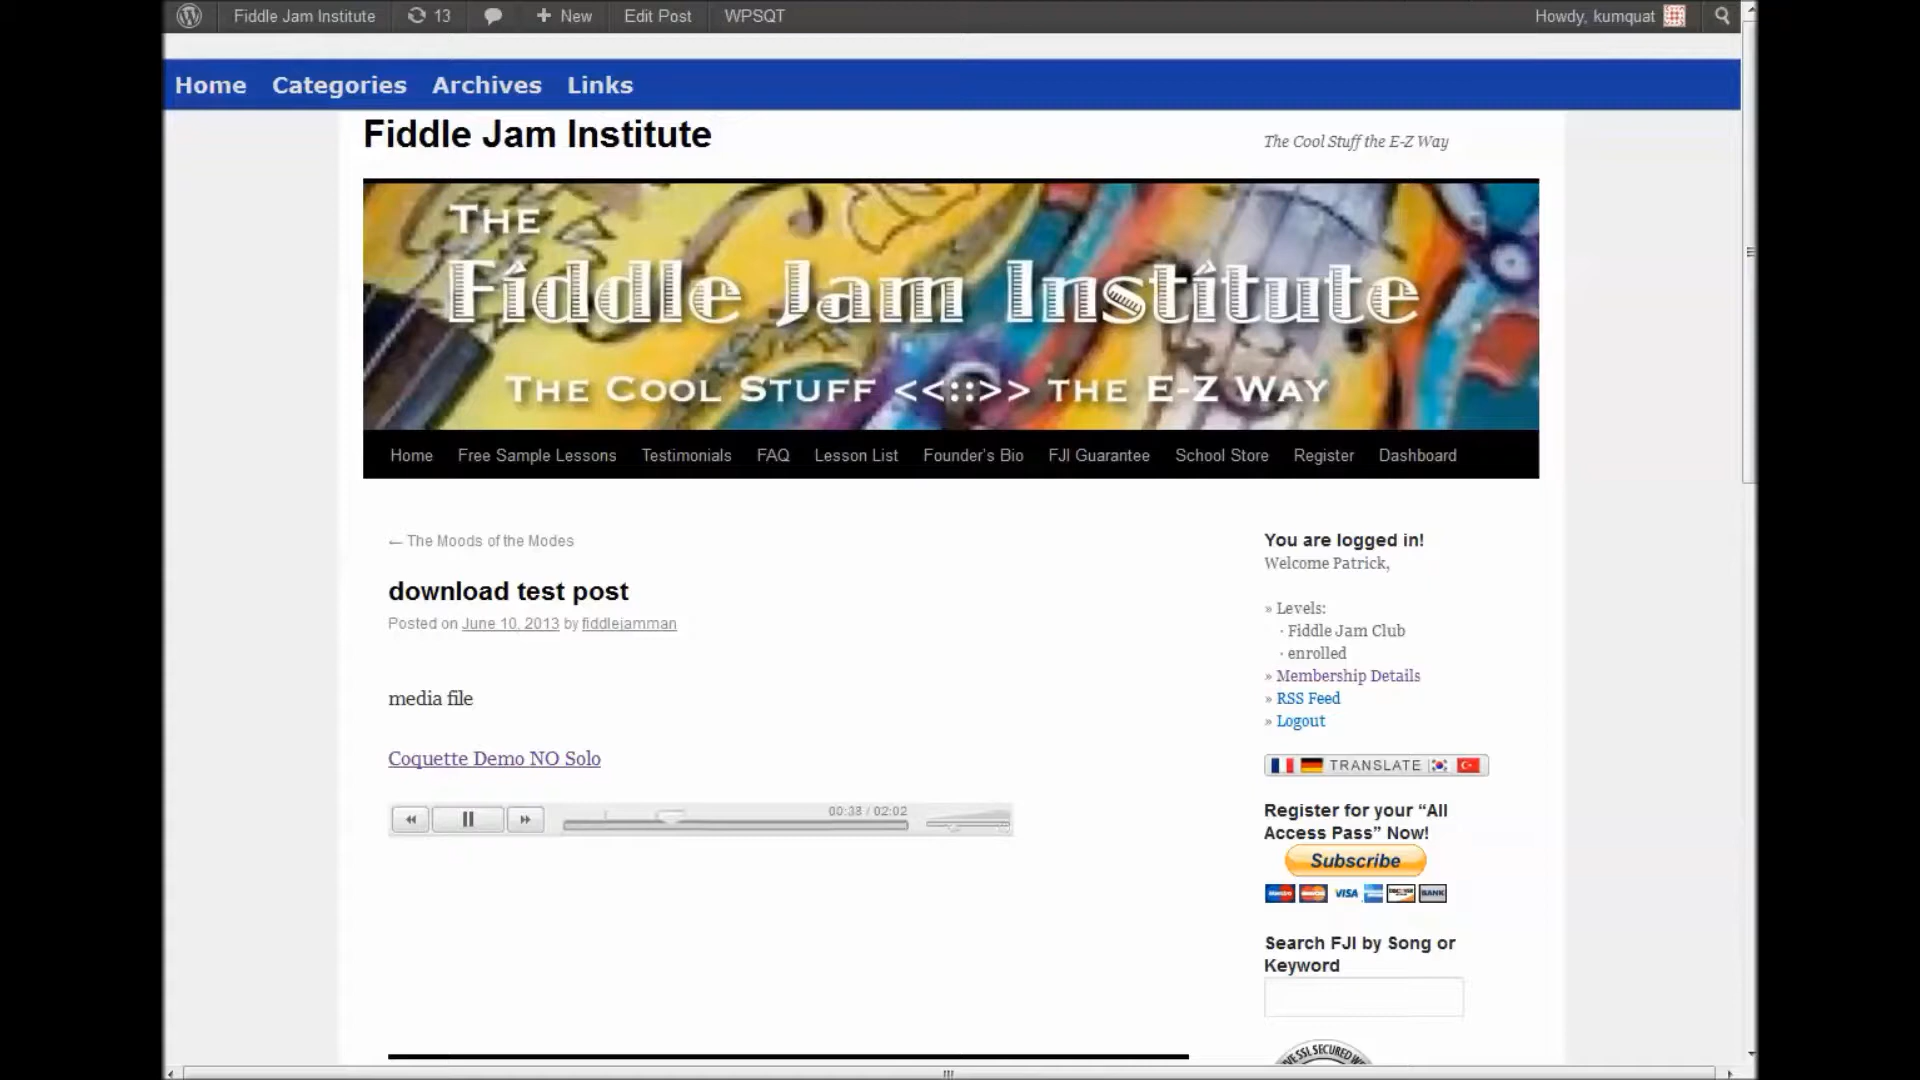 Fiddle Jam Institute 13 New Edit Post WPSQT Howdy, kumquat
Home Categories Archives Links
Fiddle Jam Institute
The Cool Stuff the E-Z Way
THE
Fiddle Jam Institute
THE COOL STUFF <<::>> THE E-Z WAY
Home Free Sample Lessons Testimonials FAQ Lesson List Founder's Bio FJI Guarantee School Store Register Dashboard
← The Moods of the Modes
download test post
Posted on June 10, 2013 by fiddlejamman
media file
Coquette Demo NO Solo
00:38 / 02:02
You are logged in!
Welcome Patrick,
» Levels:
· Fiddle Jam Club
· enrolled
» Membership Details
» RSS Feed
» Logout
TRANSLATE
Register for your “All
Access Pass” Now!
Subscribe
VISA
BANK
Search FJI by Song or
Keyword